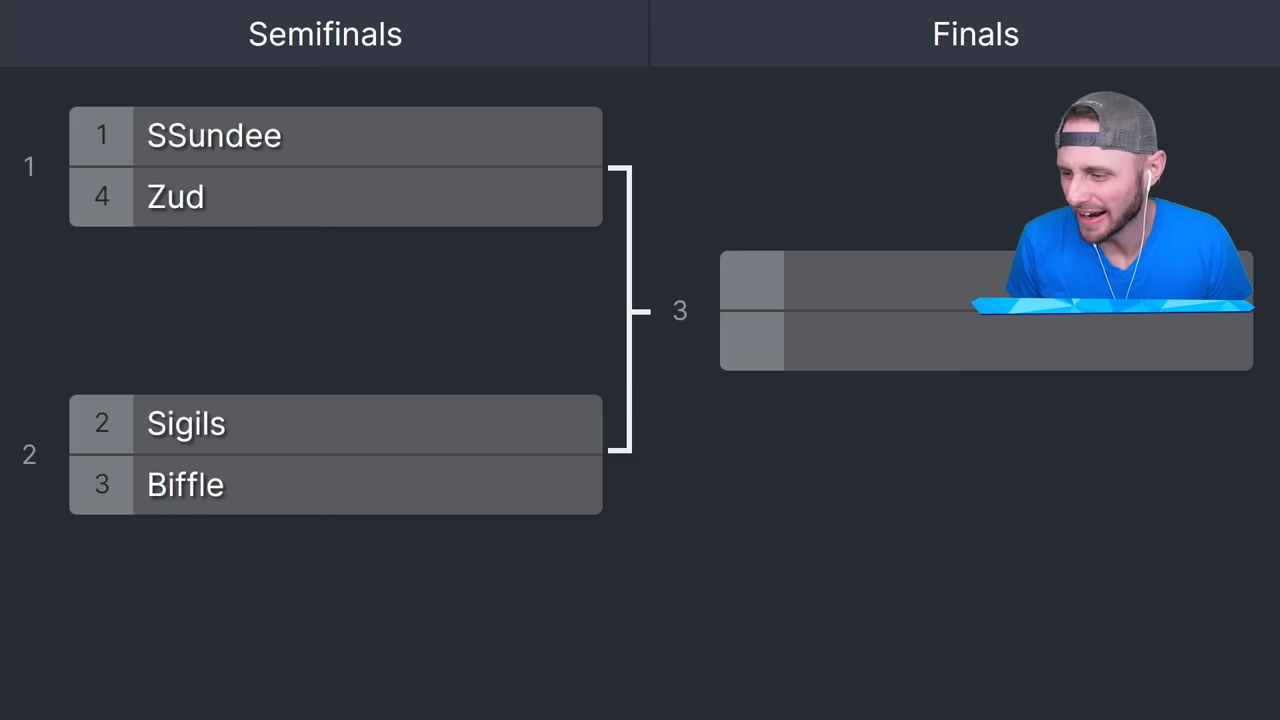 Semifinals
Finals
1
1 SSundee
4 Zud
3
2
2 Sigils
3 Biffle